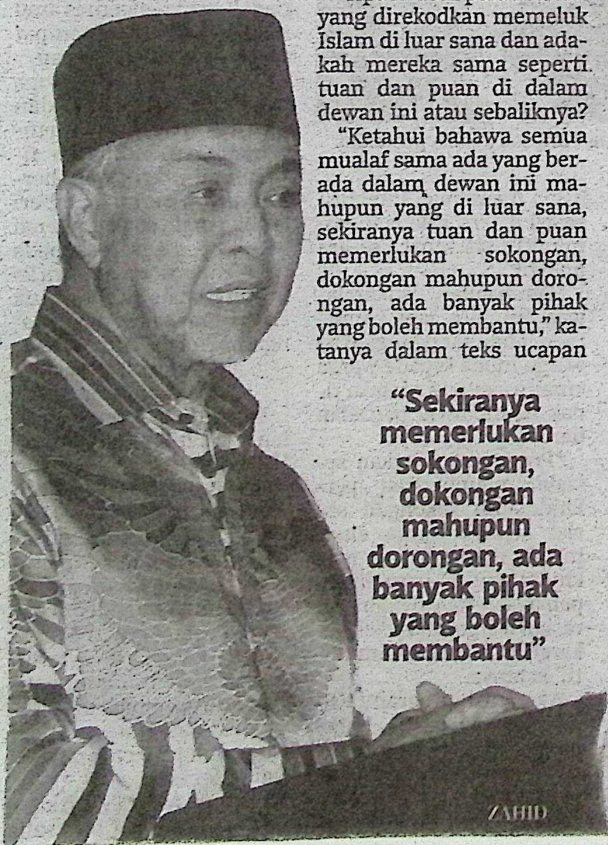 yang direkodkan memeluk
Islam di luar sana dan ada-
kah mereka sama seperti
tuan dan puan di dalam
dewan ini atau sebaliknya?
“Ketahui bahawa semua
mualaf sama ada yang ber-
ada dalam dewan ini ma-
hupun yang di luar sana,
sekiranya tuan dan puan
memerlukan sokongan,
dokongan mahupun doro-
ngan, ada banyak pihak
yang boleh membantu,” ka-
tanya dalam teks ucapan
“Sekiranya
memerlukan
sokongan,
dokongan
mahupun
dorongan, ada
banyak pihak
yang boleh
membantu”
ZAHID